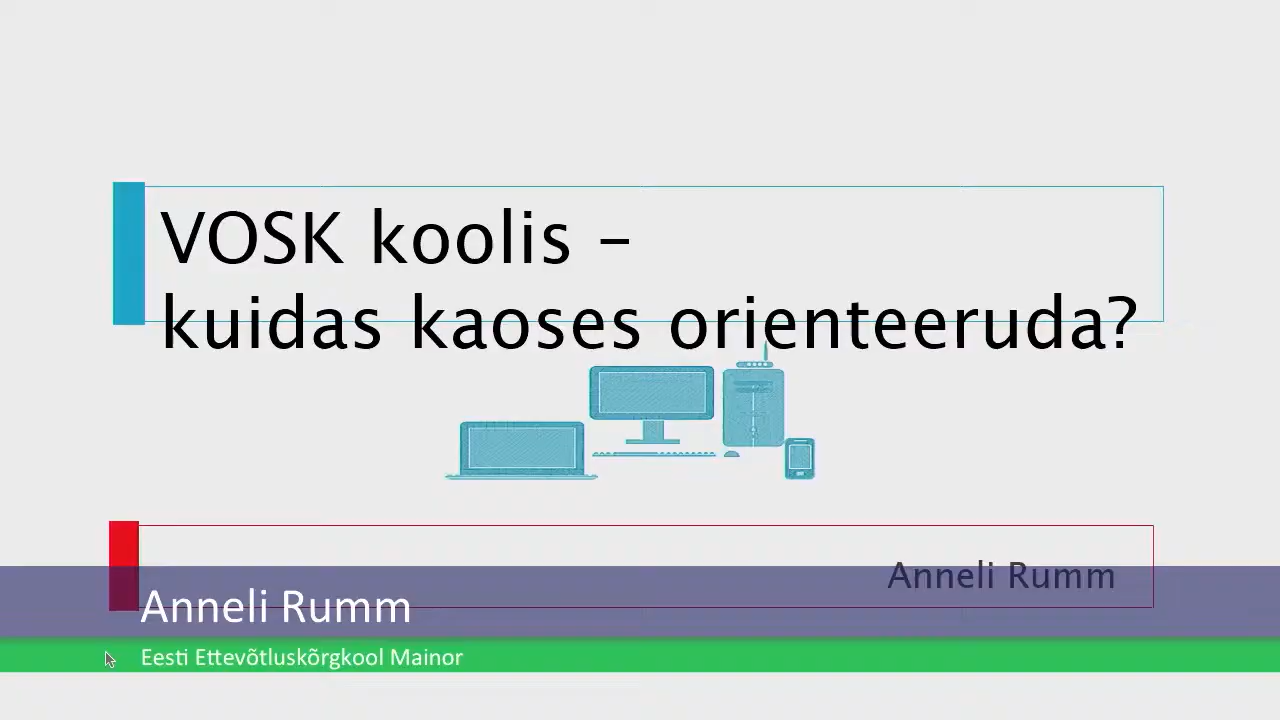 VOSK koolis –
kuidas kaoses orienteeruda?
Anneli Rumm
Anneli Rumm
Eesti Ettevõtluskõrgkool Mainor